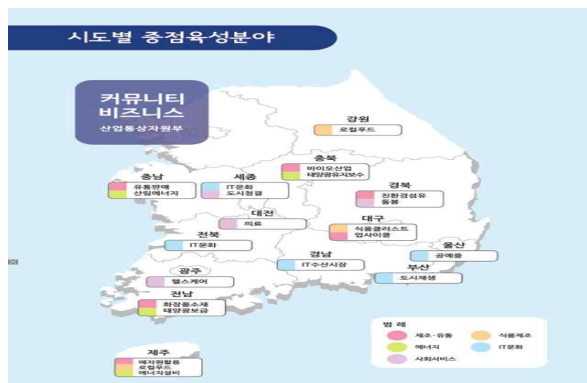 시도별 중점육성분야
커뮤니티
비즈니스
산업통상자원부
강원
로컬푸드
충북
바이오산업
태양광유지보수
충남
유통판매
산림에너지
세종
IT문화
도시청결
경북
친환경섬유
돌봄
대전
의료
대구
식품클러스트
업사이클
전북
IT문화
울산
공예품
경남
IT수산시장
부산
도시재생
광주
헬스케어
전남
화장품소재
태양광보급
제주
폐자원활용
로컬푸드
에너지설비
범 례
제조·유통
식품제조
에너지
IT문화
사회서비스